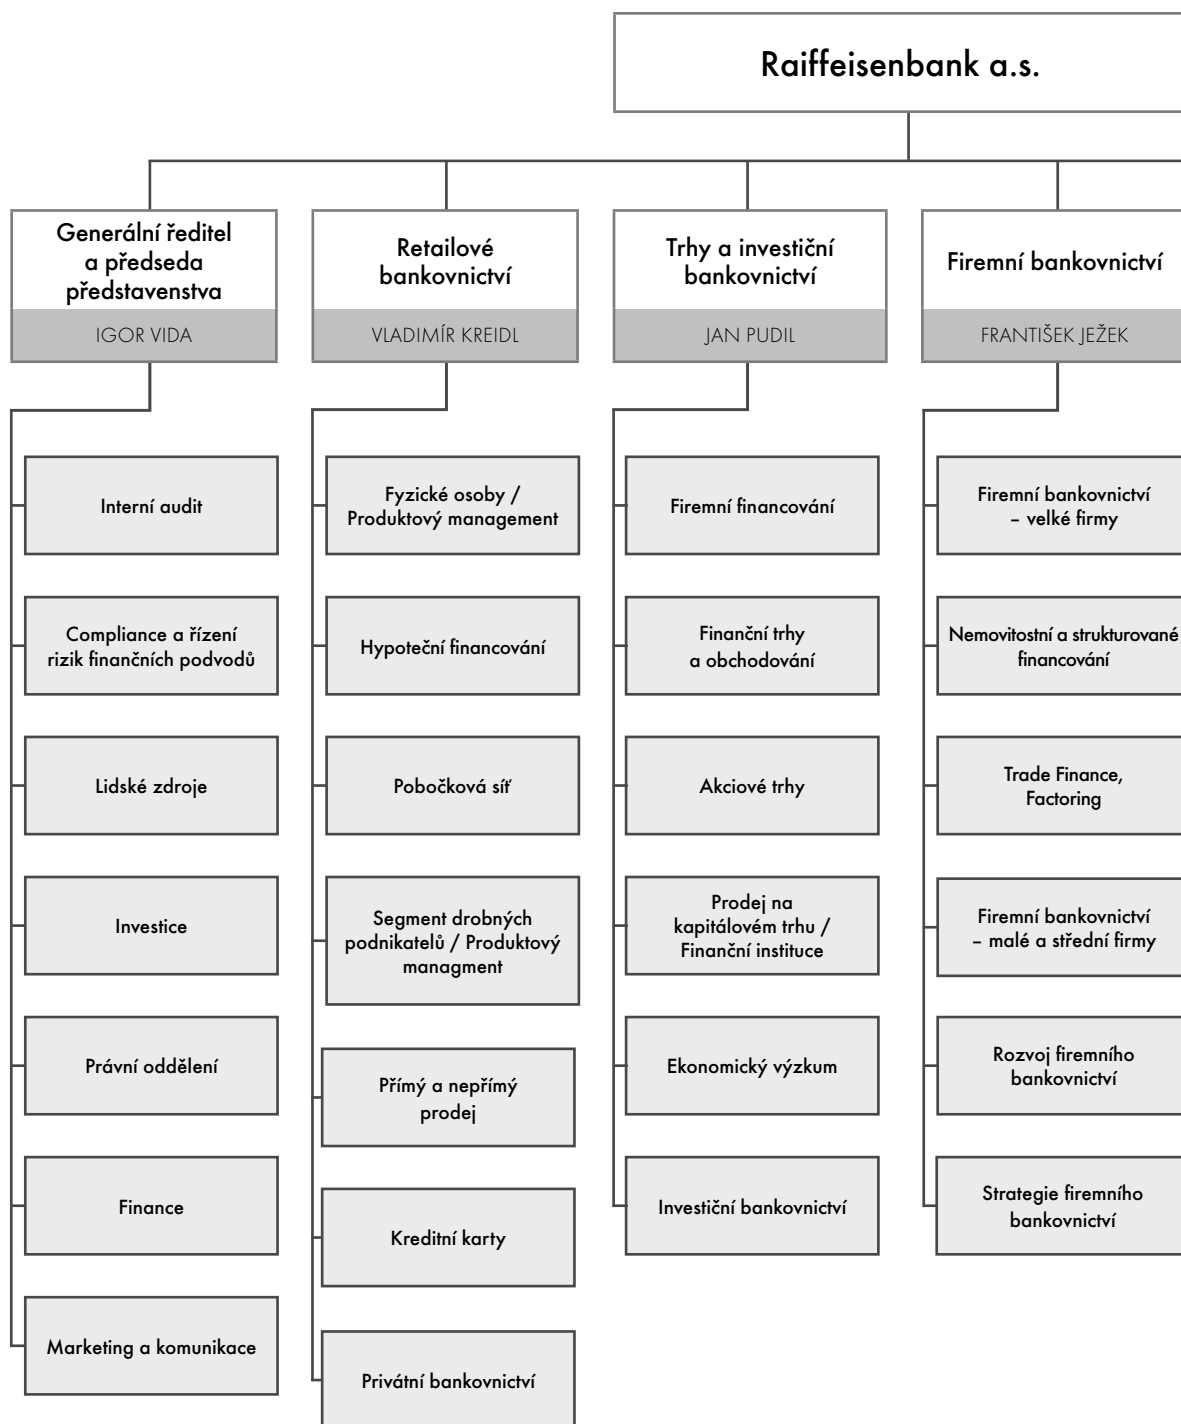 Raiffeisenbank a.s.
Generální ředitel
a předseda
představenstva
IGOR VIDA
Retailové
bankovnictví
VLADIMÍR KREIDL
Trhy a investiční
bankovnictví
JAN PUDIL
Firemní bankovnictví
FRANTIŠEK JEŽEK
Interní audit
Compliance a řízení
rizik finančních podvodů
Lidské zdroje
Investice
Právní oddělení
Finance
Marketing a komunikace
Fyzické osoby /
Produktový management
Hypoteční financování
Pobočková síť
Segment drobných
podnikatelů / Produktový
managment
Přímý a nepřímý
prodej
Kreditní karty
Privátní bankovnictví
Firemní financování
Finanční trhy
a obchodování
Akciové trhy
Prodej na
kapitálovém trhu /
Finanční instituce
Ekonomický výzkum
Investiční bankovnictví
Firemní bankovnictví
– velké firmy
Nemovitostní a strukturované
financování
Trade Finance,
Factoring
Firemní bankovnictví
– malé a střední firmy
Rozvoj firemního
bankovnictví
Strategie firemního
bankovnictví